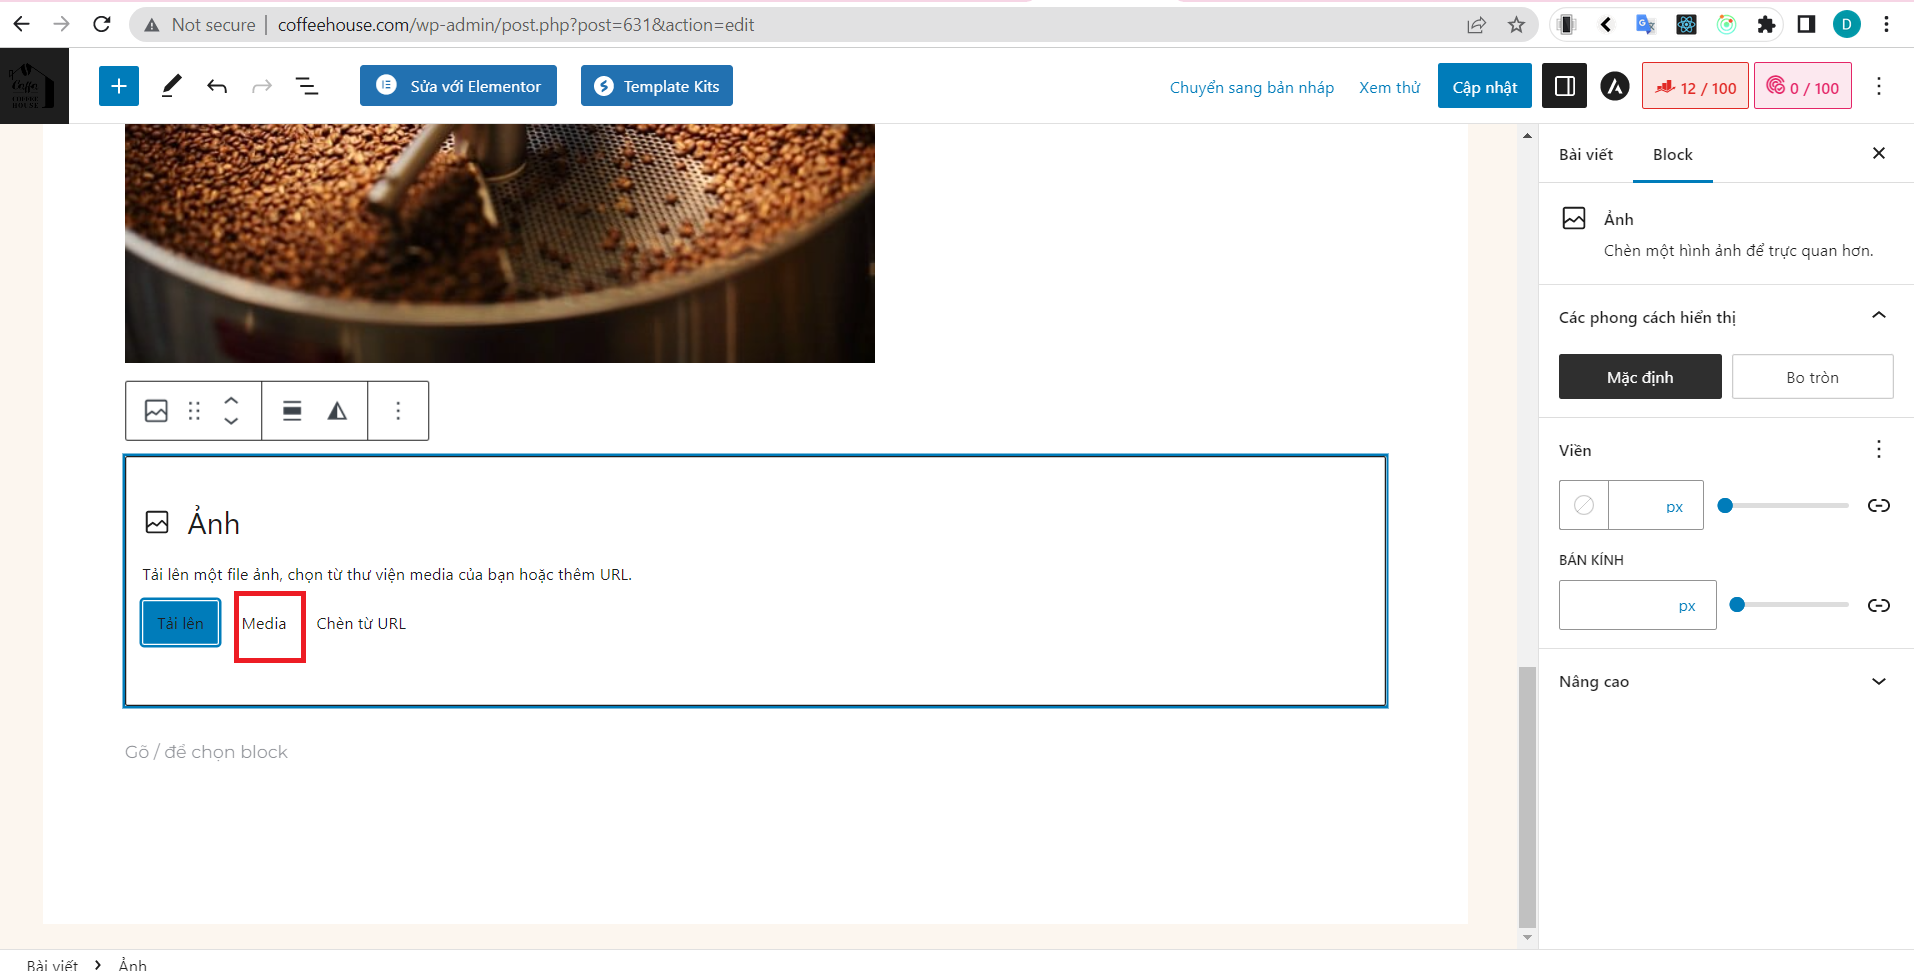 Not secure | coffeehouse.com/wp-admin/post.php?post=631&action=edit
D
Caffa
COFFEE
HOUSE
Sửa với Elementor
Template Kits
Chuyển sang bản nháp
Xem thử
Cập nhật
12 / 100
0 / 100
Bài viết
Block
Ảnh
Chèn một hình ảnh để trực quan hơn.
Các phong cách hiển thị
Mặc định
Bo tròn
Viền
px
BÁN KÍNH
px
Nâng cao
Ảnh
Tải lên một file ảnh, chọn từ thư viện media của bạn hoặc thêm URL.
Tải lên
Media
Chèn từ URL
Gõ / để chọn block
Bài viết > Ảnh